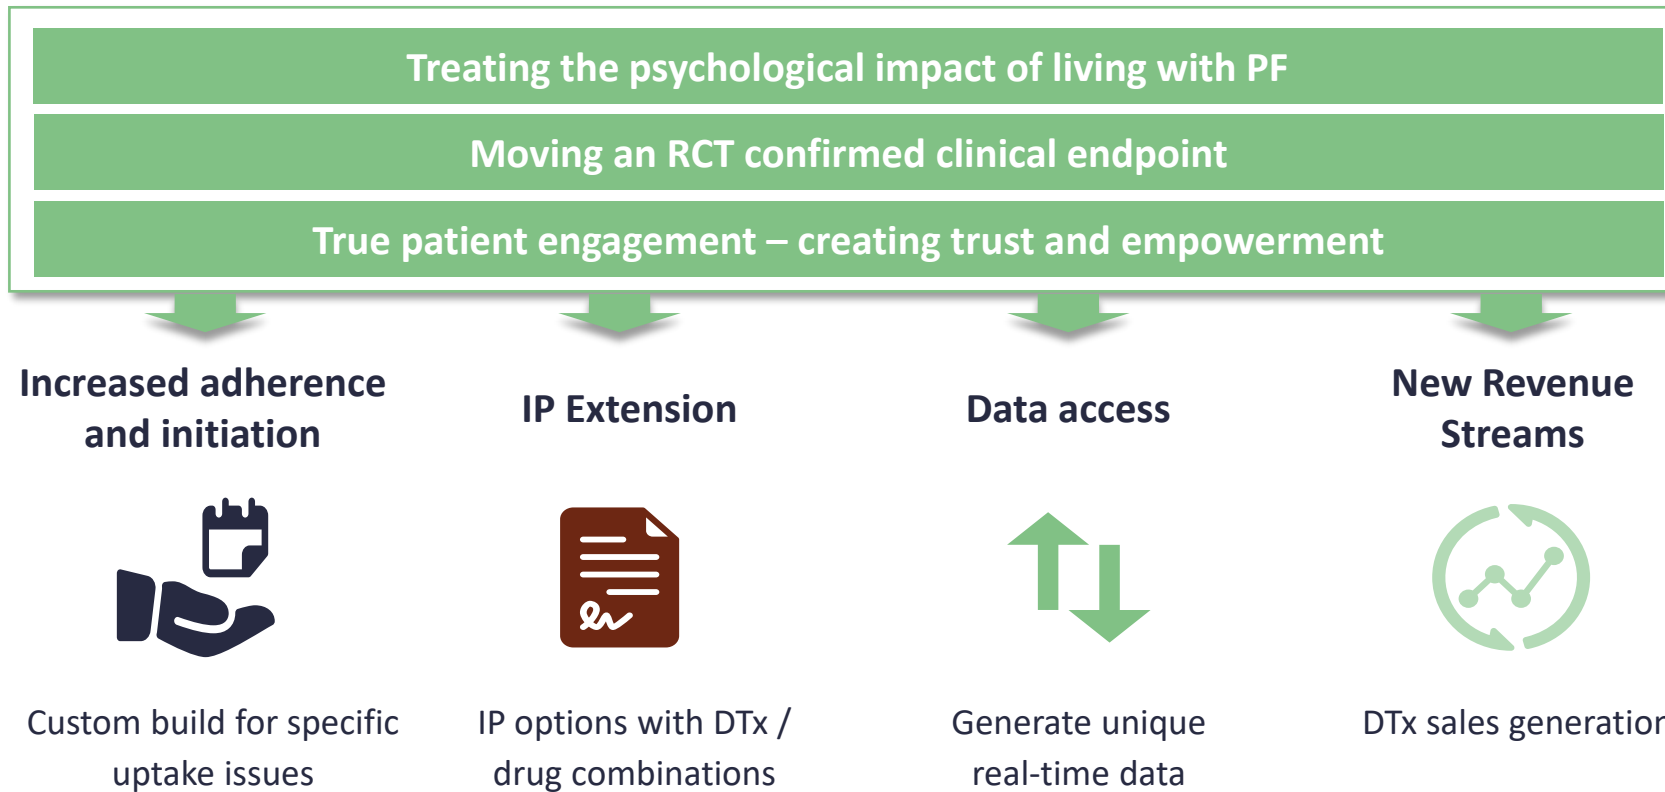 Treating the psychological impact of living with PF
Moving an RCT confirmed clinical endpoint
True patient engagement – creating trust and empowerment
Increased adherence
and initiation
IP Extension
Data access
New Revenue
Streams
Custom build for specific
uptake issues
IP options with DTx /
drug combinations
Generate unique
real-time data
DTx sales generation